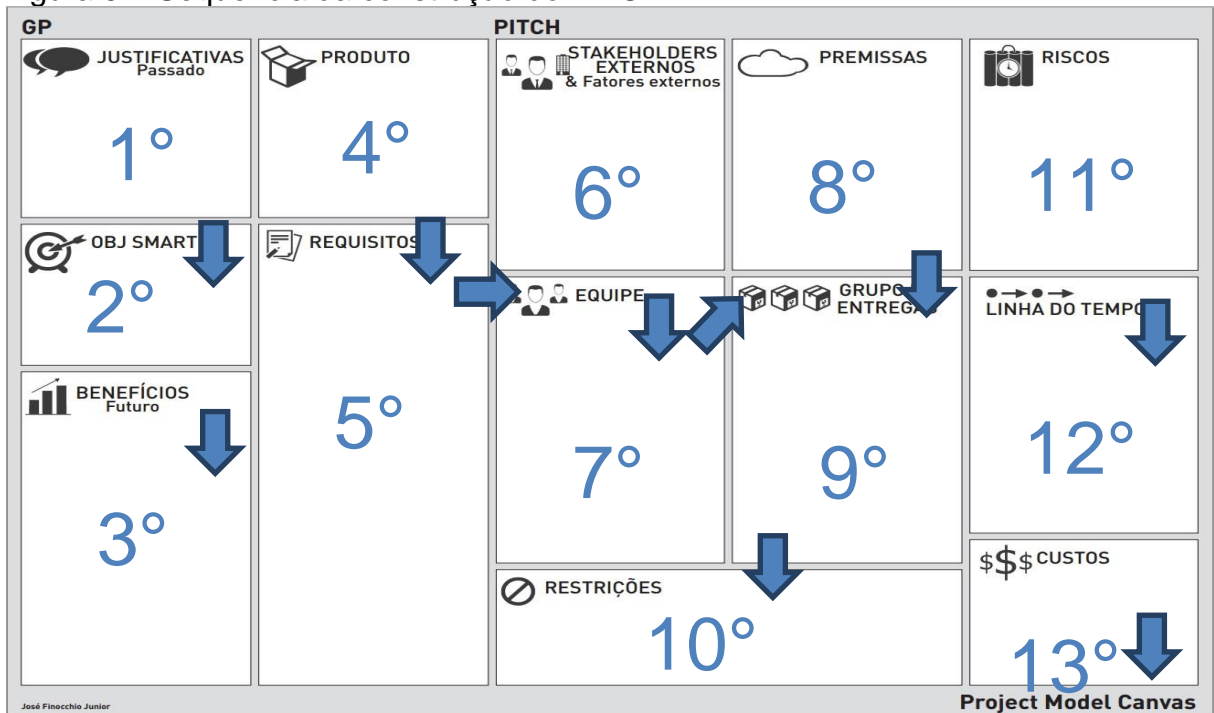 GP
PITCH
JUSTIFICATIVAS
Passado
1°
PRODUTO
4°
STAKEHOLDERS
EXTERNOS
& Fatores externos
6°
PREMISSAS
8°
RISCOS
11°
OBJ SMART
2°
REQUISITOS
5°
EQUIPE
7°
GRUPO
ENTREGAS
9°
LINHA DO TEMPO
12°
BENEFÍCIOS
Futuro
3°
RESTRIÇÕES
10°
$$$ CUSTOS
13°
José Finocchio Junior
Project Model Canvas